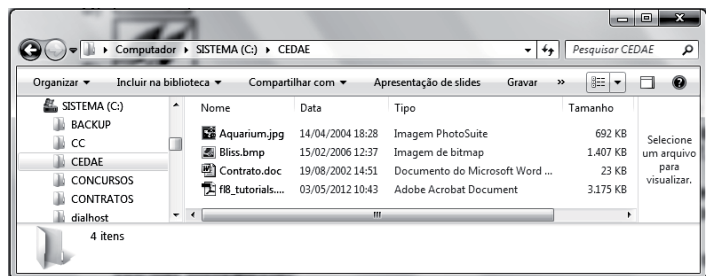 Computador ▸ SISTEMA (C:) ▸ CEDAE
Pesquisar CEDAE
Organizar Incluir na biblioteca Compartilhar com Apresentação de slides Gravar »
SISTEMA (C:)
BACKUP
CC
CEDAE
CONCURSOS
CONTRATOS
dialhost
Nome Data Tipo Tamanho
Aquarium.jpg 14/04/2004 18:28 Imagem PhotoSuite 692 KB
Bliss.bmp 15/02/2006 12:37 Imagem de bitmap 1.407 KB
Contrato.doc 19/08/2002 14:51 Documento do Microsoft Word ... 23 KB
fl8_tutorials.... 03/05/2012 10:43 Adobe Acrobat Document 3.175 KB
Selecione
um arquivo
para
visualizar.
4 itens